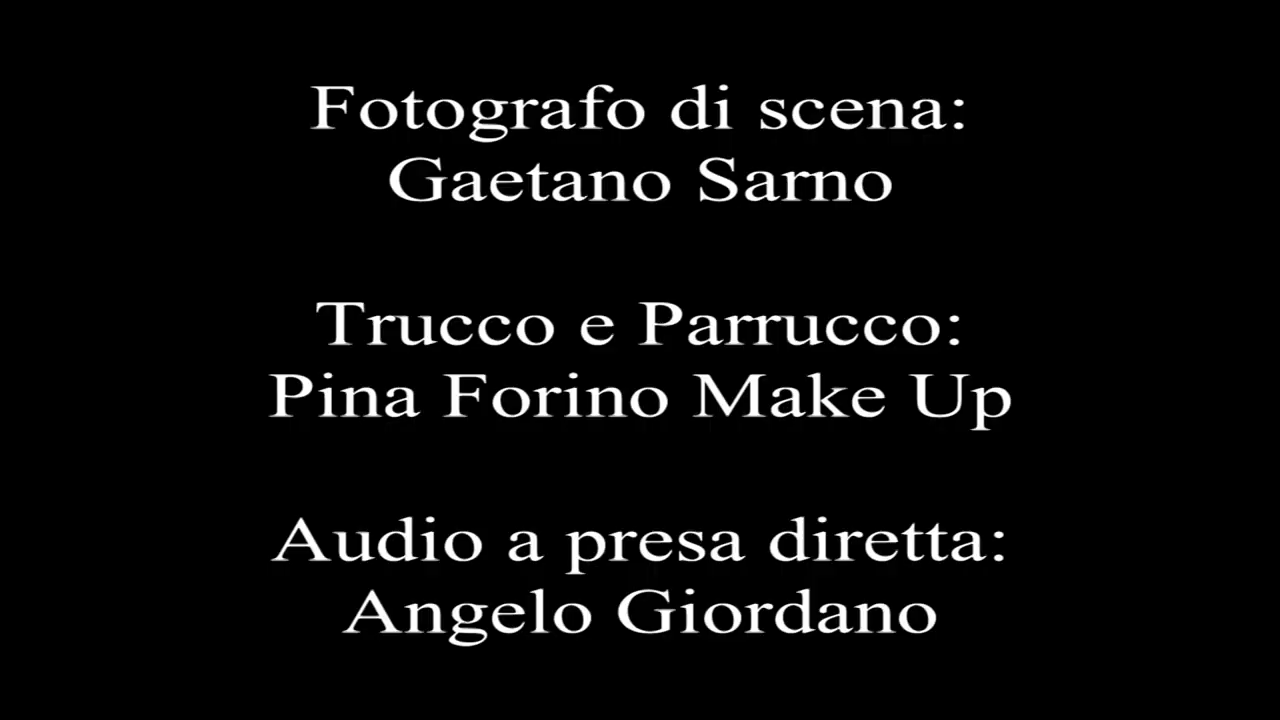 Fotografo di scena:
Gaetano Sarno
Trucco e Parrucco:
Pina Forino Make Up
Audio a presa diretta:
Angelo Giordano